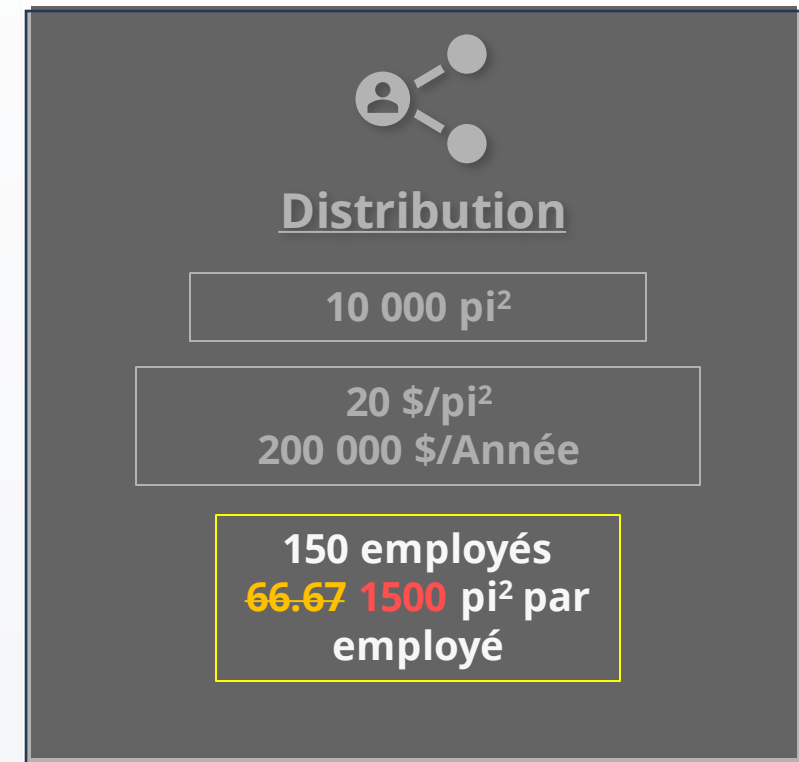 Distribution
10 000 pi²
20 $/pi²
200 000 $/Année
150 employés
66.67 1500 pi² par
employé